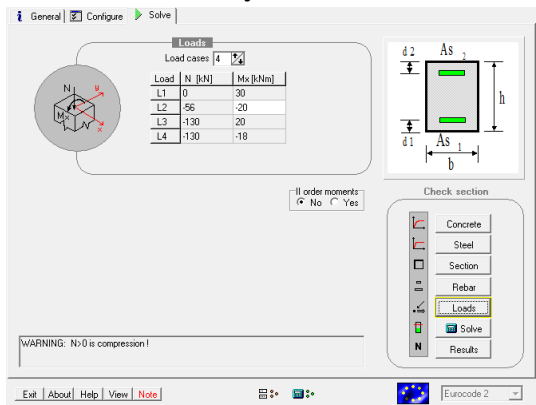 General Configure Solve
Loads
Load cases 4
Load N [kN] Mx [kNm]
L1 0 30
L2 -56 -20
L3 -130 20
L4 -130 -18
N y Mx x
d 2 As 2
h
d 1 As 1
b
II order moments
No Yes
Check section
Concrete
Steel
Section
Rebar
Loads
Solve
N Results
WARNING: N>0 is compression !
Exit About Help View Note Eurocode 2